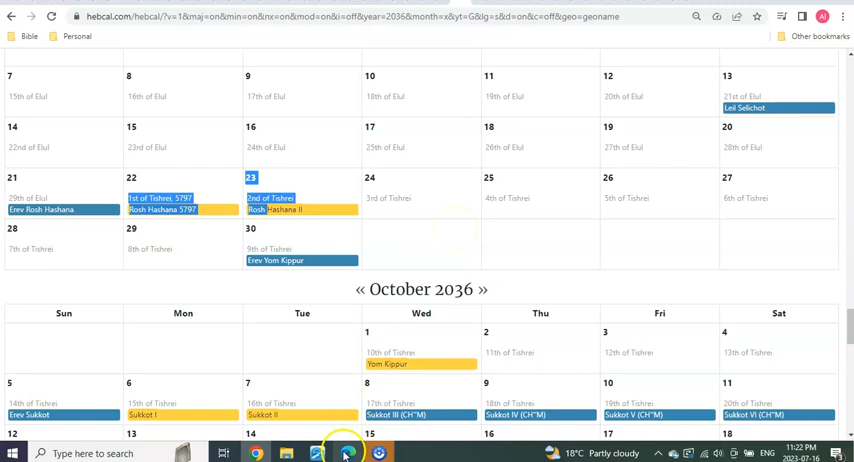 hebcal.com/hebcal/?v=1&maj=on&min=on&nx=on&mod=on&i=off&year=2036&month=x&yt=G&lg=s&d=on&c=off&geo=geoname
Al
Bible Personal Other bookmarks
7 8 9 10 11 12 13
15th of Elul 16th of Elul 17th of Elul 18th of Elul 19th of Elul 20th of Elul 21st of Elul
Leil Selichot
14 15 16 17 18 19 20
22nd of Elul 23rd of Elul 24th of Elul 25th of Elul 26th of Elul 27th of Elul 28th of Elul
21 22 23 24 25 26 27
29th of Elul 1st of Tishrei, 5797 2nd of Tishrei 3rd of Tishrei 4th of Tishrei 5th of Tishrei 6th of Tishrei
Erev Rosh Hashana Rosh Hashana 5797 Rosh Hashana II
28 29 30
7th of Tishrei 8th of Tishrei 9th of Tishrei
Erev Yom Kippur
« October 2036 »
Sun Mon Tue Wed Thu Fri Sat
1 2 3 4
10th of Tishrei 11th of Tishrei 12th of Tishrei 13th of Tishrei
Yom Kippur
5 6 7 8 9 10 11
14th of Tishrei 15th of Tishrei 16th of Tishrei 17th of Tishrei 18th of Tishrei 19th of Tishrei 20th of Tishrei
Erev Sukkot Sukkot I Sukkot II Sukkot III (CH''M) Sukkot IV (CH''M) Sukkot V (CH''M) Sukkot VI (CH''M)
12 13 14 15 16 17 18
Type here to search 18°C Partly cloudy ENG 11:22 PM
2023-07-16 3